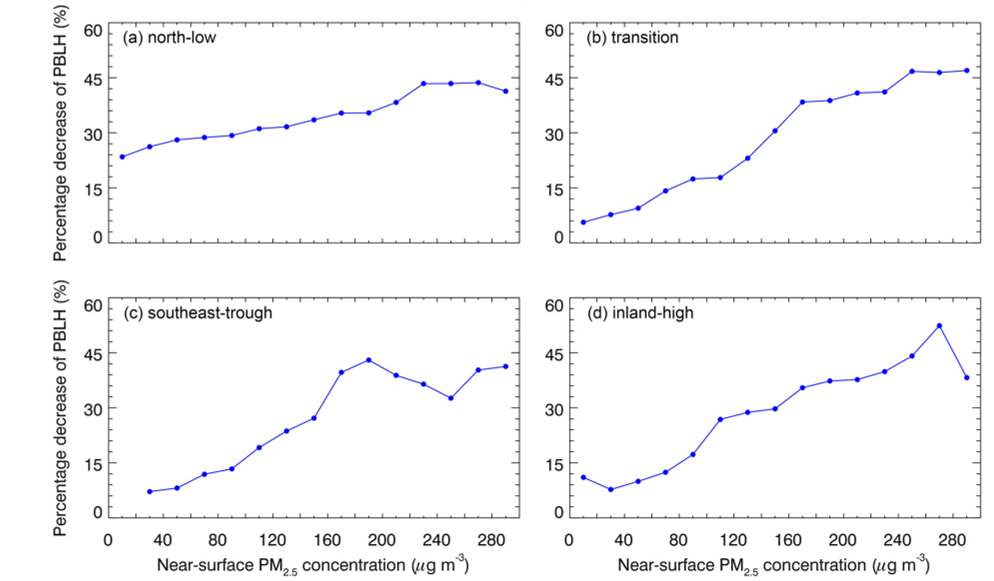 Percentage decrease of PBLH (%)
60
45
30
15
0
(a) north-low
60
45
30
15
0
(b) transition
Percentage decrease of PBLH (%)
60
45
30
15
0
(c) southeast-trough
0 40 80 120 160 200 240 280
Near-surface PM2.5 concentration (μg m-3)
60
45
30
15
0
(d) inland-high
0 40 80 120 160 200 240 280
Near-surface PM2.5 concentration (μg m-3)